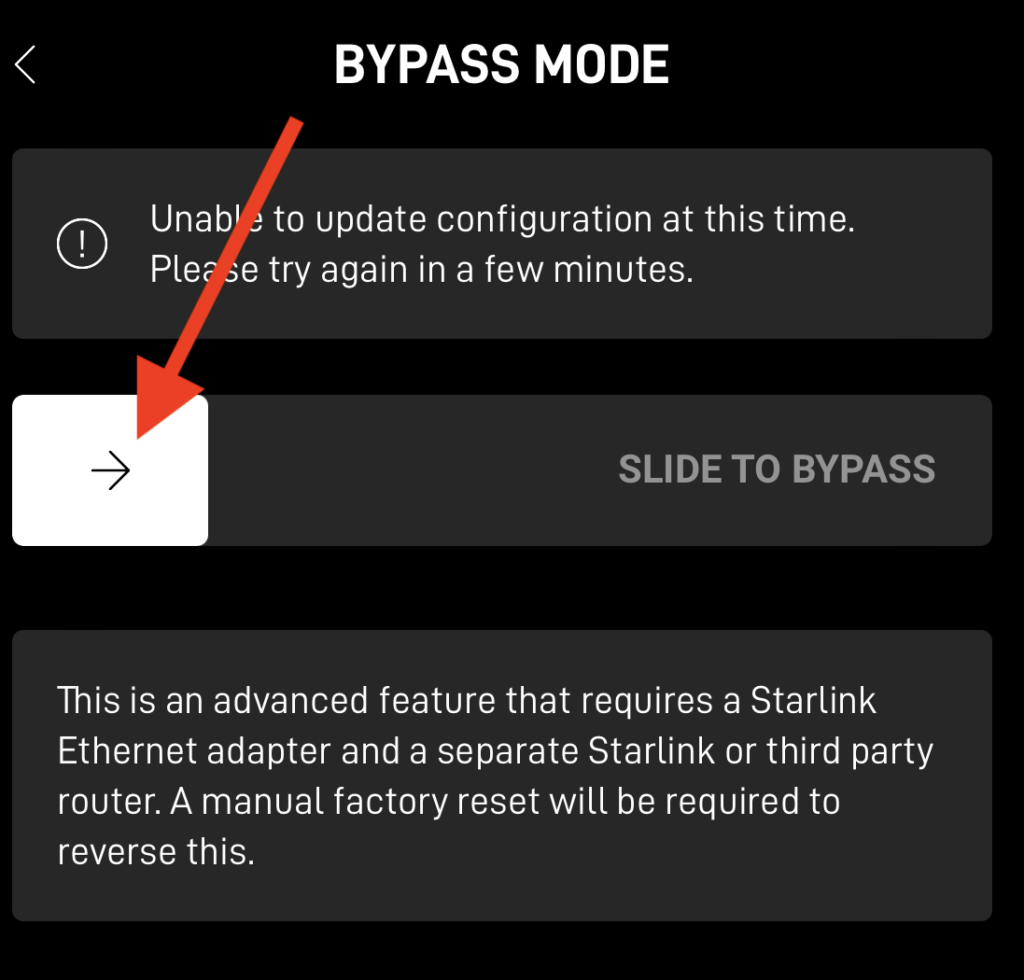 BYPASS MODE
Unable to update configuration at this time.
Please try again in a few minutes.
SLIDE TO BYPASS
This is an advanced feature that requires a Starlink
Ethernet adapter and a separate Starlink or third party
router. A manual factory reset will be required to
reverse this.